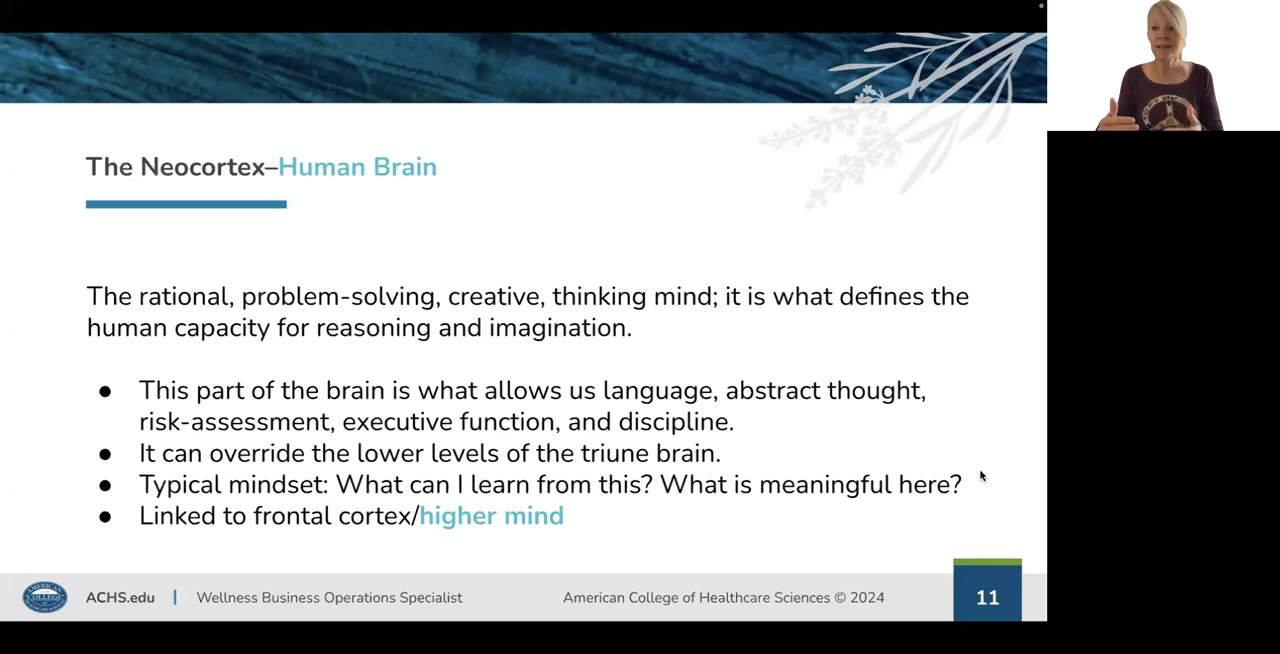 The Neocortex–Human Brain
The rational, problem-solving, creative, thinking mind; it is what defines the
human capacity for reasoning and imagination.
● This part of the brain is what allows us language, abstract thought,
risk-assessment, executive function, and discipline.
● It can override the lower levels of the triune brain.
● Typical mindset: What can I learn from this? What is meaningful here?
● Linked to frontal cortex/higher mind
ACHS.edu | Wellness Business Operations Specialist American College of Healthcare Sciences © 2024 11